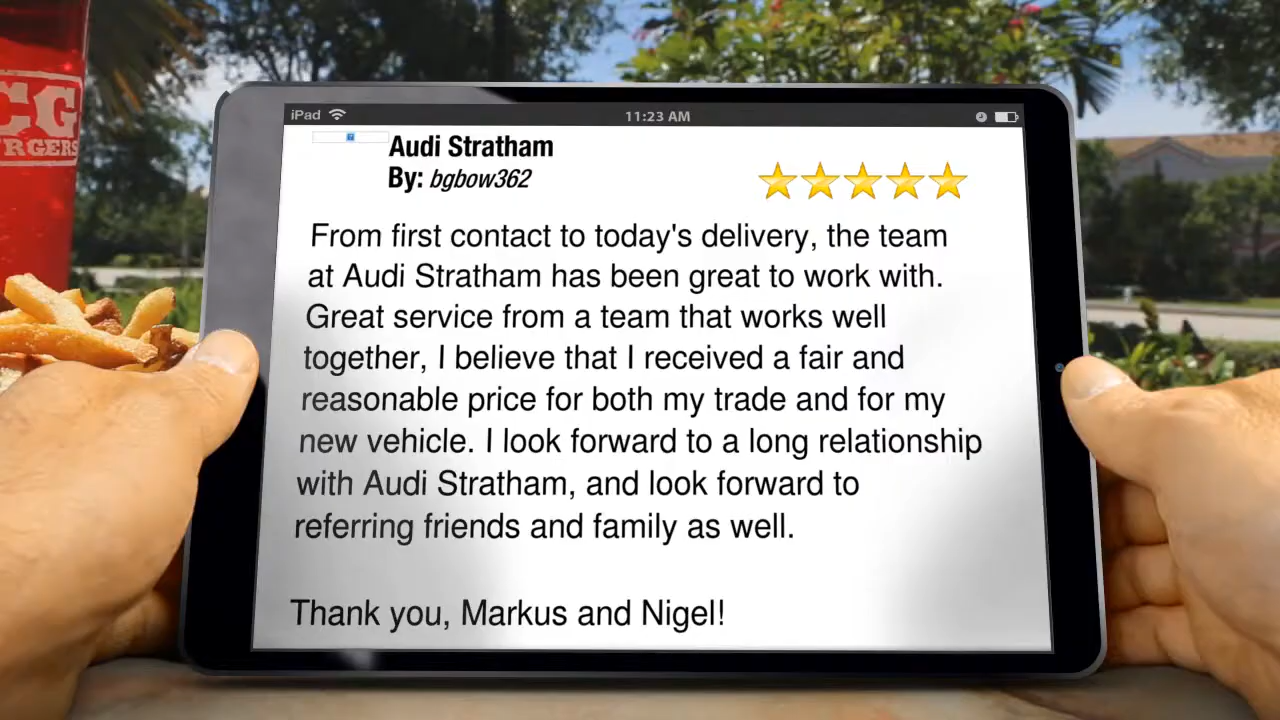 CG
RGERS
iPad
11:23 AM
Audi Stratham
By: bgbow362
From first contact to today's delivery, the team
at Audi Stratham has been great to work with.
Great service from a team that works well
together, I believe that I received a fair and
reasonable price for both my trade and for my
new vehicle. I look forward to a long relationship
with Audi Stratham, and look forward to
referring friends and family as well.
Thank you, Markus and Nigel!